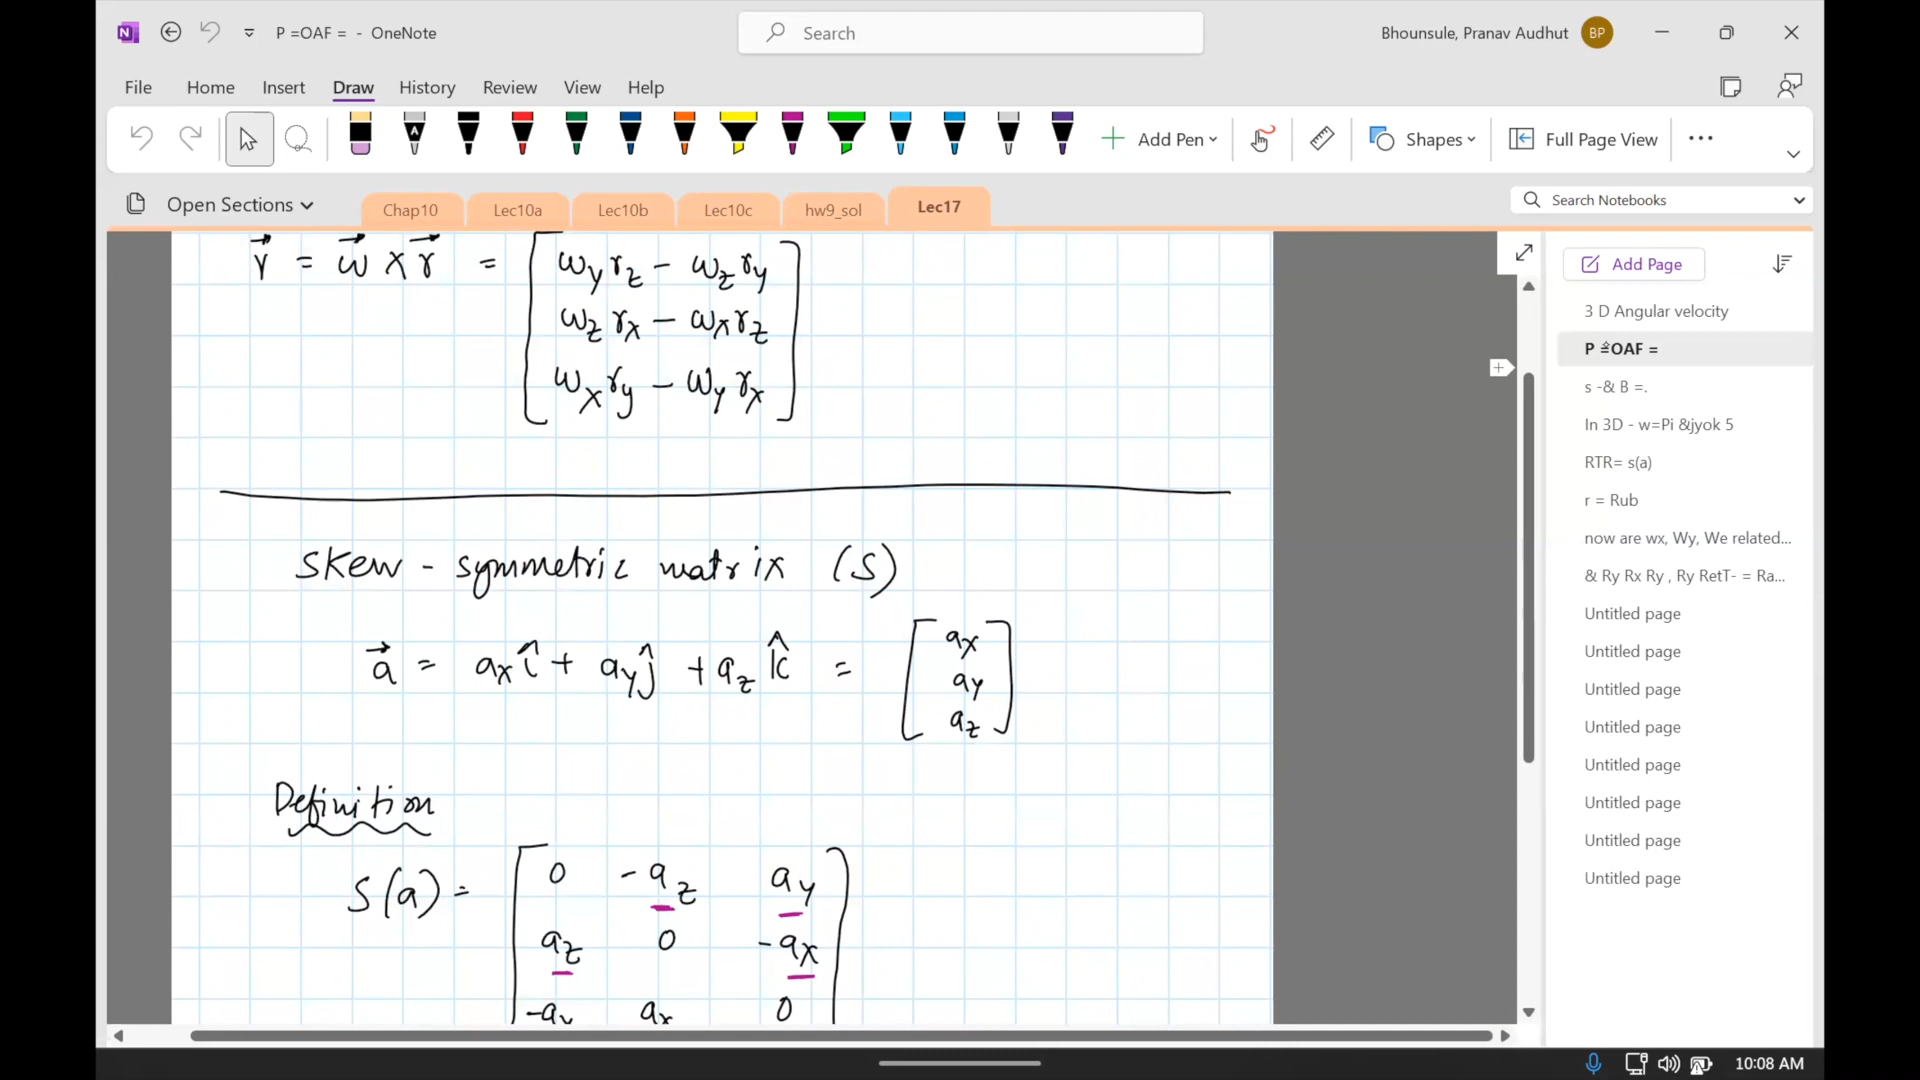 P =OAF = - OneNote
Search
Bhounsule, Pranav Audhut BP
File Home Insert Draw History Review View Help
A
Add Pen
Shapes
Full Page View
Open Sections
Chap10 Lec10a Lec10b Lec10c hw9_sol Lec17
Search Notebooks
v⃗ = ω⃗ × r⃗ = [ωy rz − ωz ry
ωz rx − ωx rz
ωx ry − ωy rx]
Skew - symmetric matrix (S)
a⃗ = ax î + ay ĵ + az k̂ = [ax
ay
az]
Definition
S(a) = [0 -az ay
az 0 -ax
-ay ax 0
Add Page
3 D Angular velocity
P =OAF =
s -& B =.
In 3D - w=Pi &jyok 5
RTR= s(a)
r = Rub
now are wx, Wy, We related...
& Ry Rx Ry , Ry RetT- = Ra...
Untitled page
Untitled page
Untitled page
Untitled page
Untitled page
Untitled page
Untitled page
Untitled page
10:08 AM